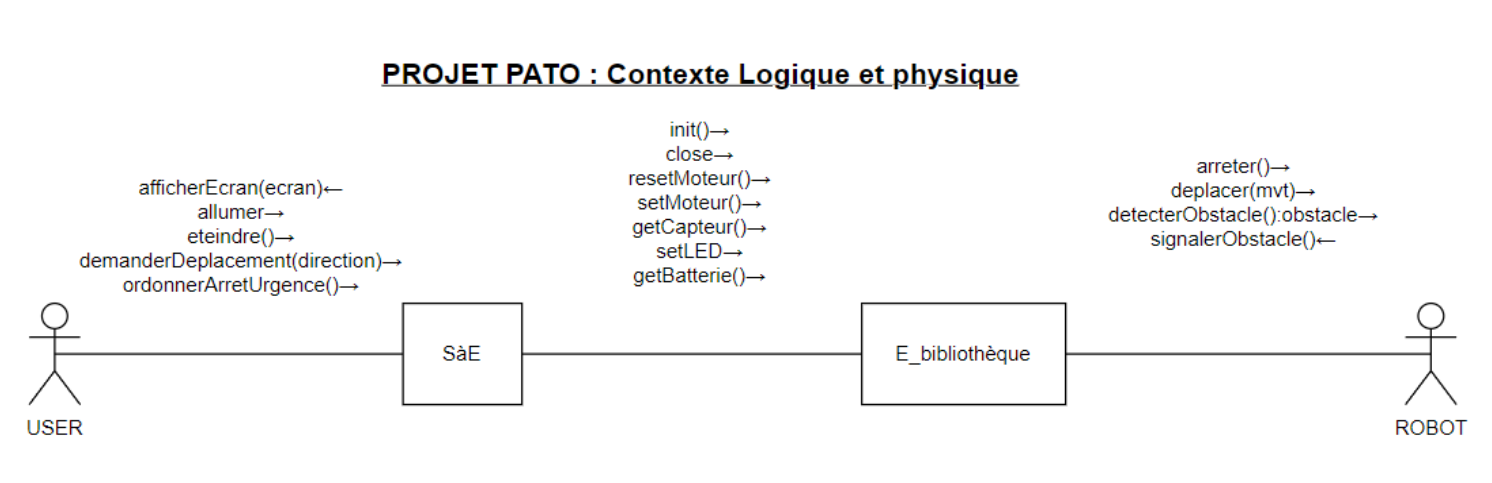 PROJET PATO : Contexte Logique et physique
afficherEcran(ecran)←
allumer→
eteindre()→
demanderDeplacement(direction)→
ordonnerArretUrgence()→
init()→
close→
resetMoteur()→
setMoteur()→
getCapteur()→
setLED→
getBatterie()→
arreter()→
deplacer(mvt)→
detecterObstacle():obstacle→
signalerObstacle()←
USER
SàE
E_bibliothèque
ROBOT